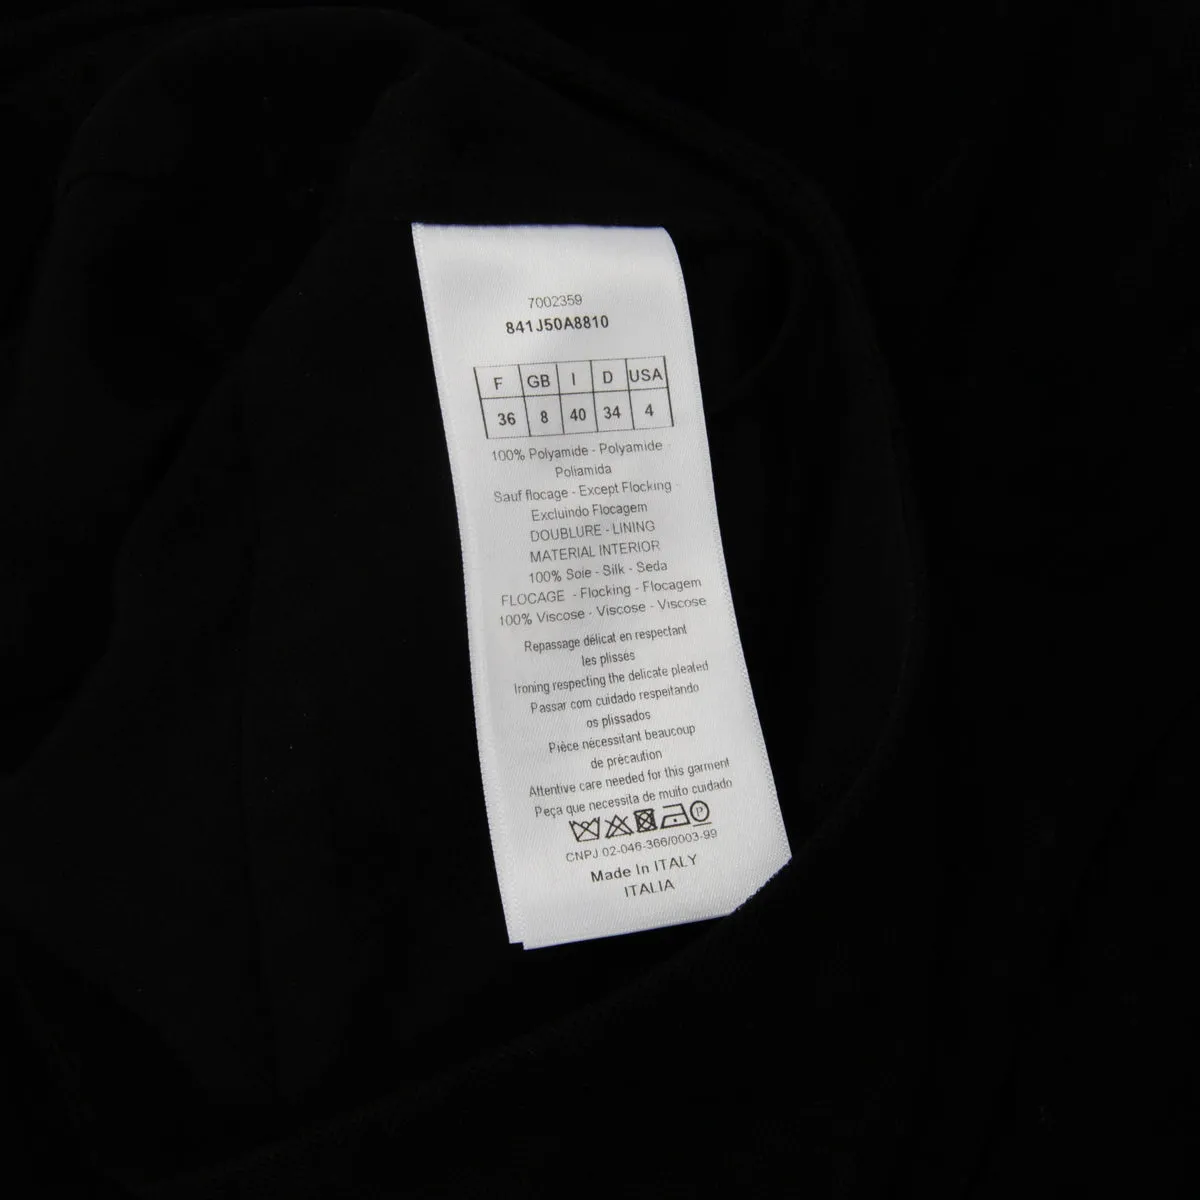 7002359
841J50A8810
F GB I D USA
36 8 40 34 4
100% Polyamide - Polyamide -
Poliamida
Sauf flocage - Except Flocking -
Excluindo Flocagem
DOUBLURE - LINING
MATERIAL INTERIOR
100% Soie - Silk - Seda
FLOCAGE - Flocking - Flocagem
100% Viscose - Viscose - Viscose
Repassage délicat en respectant
les plissés
Ironing respecting the delicate pleated
Passar com cuidado respeitando
os plissados
Pièce nécessitant beaucoup
de précaution
Attentive care needed for this garment
Peça que necessita de muito cuidado
P
CNPJ 02-046-366/0003-99
Made In ITALY
ITALIA